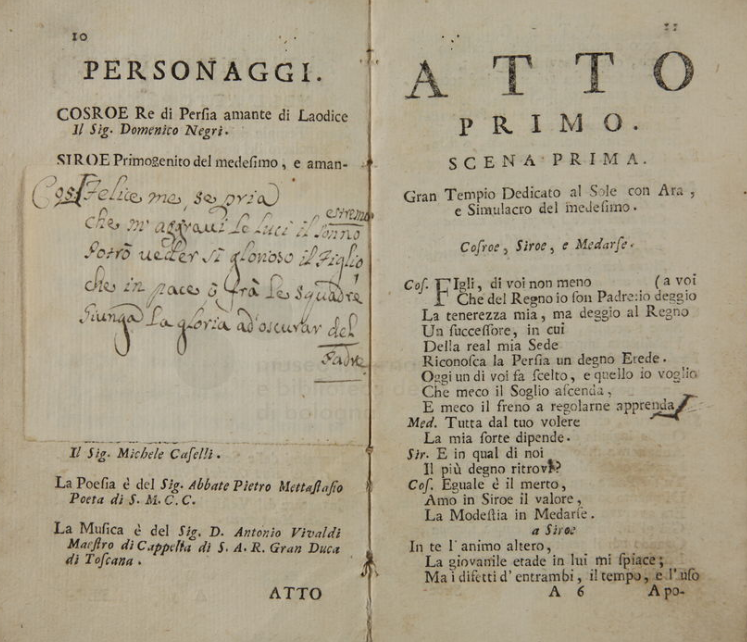 10
PERSONAGGI.
COSROE Re di Persia amante di Laodice
Il Sig. Domenico Negri.
SIROE Primogenito del medesimo, e aman-
Cos. Felice me, se pria
che m'aggravi le luci il sonno
estremo
Potrò veder sì glorioso il Figlio,
che in pace ò frà le squadre
Giunga la gloria ad'oscurar del
Padre
Il Sig. Michele Caselli.
La Poesia è del Sig. Abbate Pietro Mettastasio
Poeta di S. M. C. C.
La Musica è del Sig. D. Antonio Vivaldi
Maestro di Cappella di S. A. R. Gran Duca
di Toscana.
ATTO
11
ATTO
PRIMO.
SCENA PRIMA.
Gran Tempio Dedicato al Sole con Ara,
e Simulacro del medesimo.
Cosroe, Siroe, e Medarse.
Cos. FIgli, di voi non meno (a voi
Che del Regno io son Padre: io deggio
La tenerezza mia, ma deggio al Regno
Un successore, in cui
Della real mia Sede
Riconosca la Persia un degno Erede.
Oggi un di voi fa scelto, e quello io voglio
Che meco il Soglio ascenda,
E meco il freno a regolarne apprenda
Med. Tutta dal tuo volere
La mia sorte dipende.
Sir. E in qual di noi
Il più degno ritrovi?
Cos. Eguale è il merto,
Amo in Siroe il valore,
La Modestia in Medarse.
a Siroe
In te l'animo altero,
La giovanile etade in lui mi spiace;
Ma i difetti d'entrambi, il tempo, e l'uso
A 6 A po-